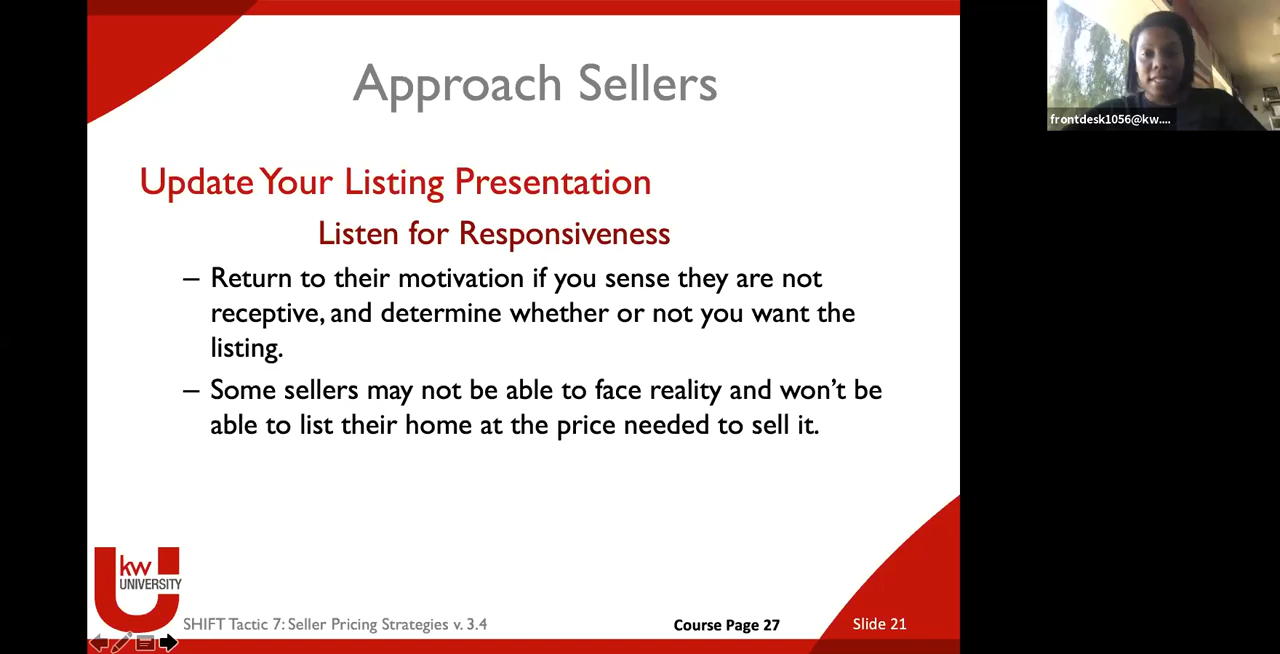 Approach Sellers
frontdesk1056@kw....
Update Your Listing Presentation
Listen for Responsiveness
– Return to their motivation if you sense they are not
receptive, and determine whether or not you want the
listing.
– Some sellers may not be able to face reality and won't be
able to list their home at the price needed to sell it.
kw
UNIVERSITY
SHIFT Tactic 7: Seller Pricing Strategies v. 3.4
Course Page 27
Slide 21